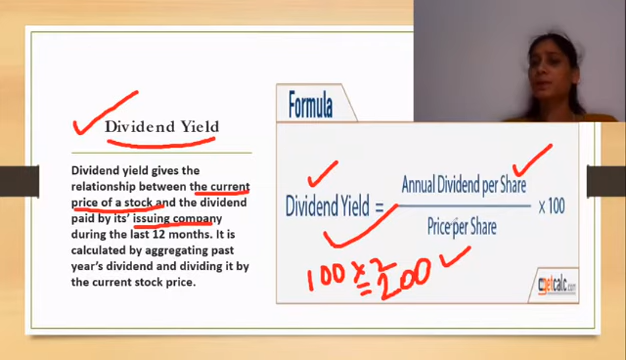 Dividend Yield
Dividend yield gives the
relationship between the current
price of a stock and the dividend
paid by its' issuing company
during the last 12 months. It is
calculated by aggregating past
year's dividend and dividing it by
the current stock price.
Formula
Dividend Yield = Annual Dividend per Share
Price per Share
× 100
100 × 2
= 200
getcalc.com